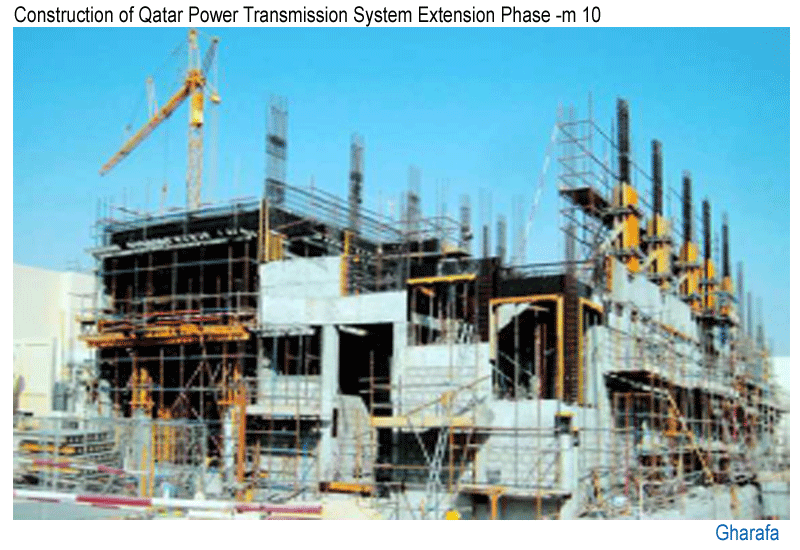 Construction of Qatar Power Transmission System Extension Phase -m 10
Gharafa